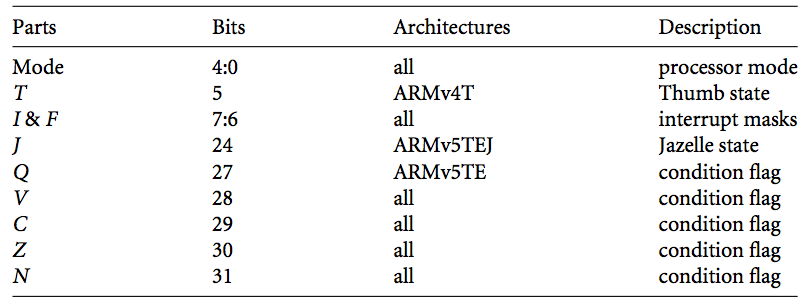 Parts Bits Architectures Description
Mode 4:0 all processor mode
T 5 ARMv4T Thumb state
I & F 7:6 all interrupt masks
J 24 ARMv5TEJ Jazelle state
Q 27 ARMv5TE condition flag
V 28 all condition flag
C 29 all condition flag
Z 30 all condition flag
N 31 all condition flag